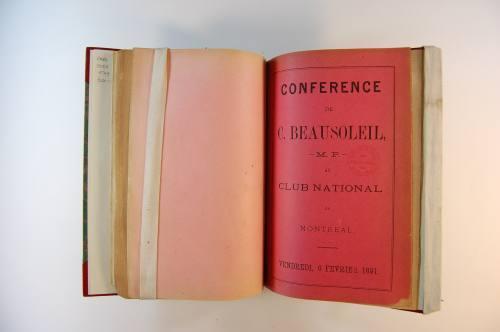 CONFERENCE
DE
C. BEAUSOLEIL,
-M. P.-
AU
CLUB NATIONAL
DE
MONTREAL.
VENDREDI, 6 FEVRIER 1891.